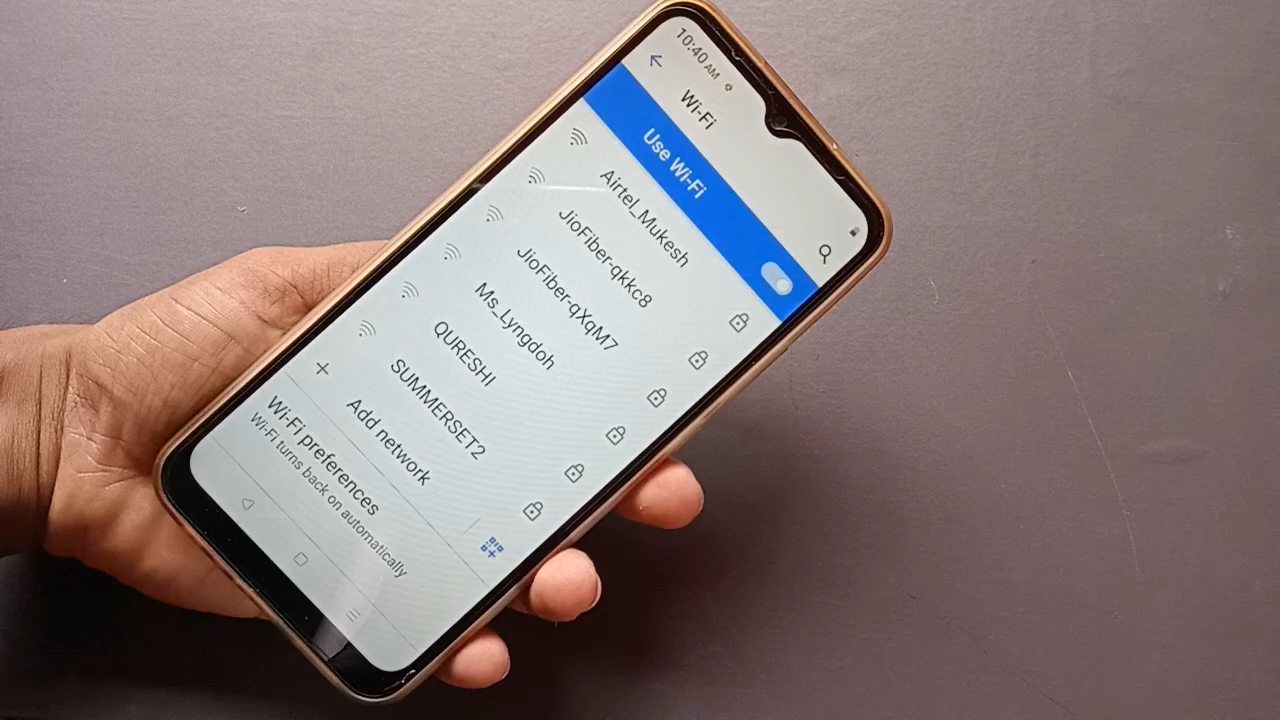 10:40 AM
Wi-Fi
Use Wi-Fi
Airtel_Mukesh
JioFiber-qkkc8
JioFiber-qXqM7
Ms_Lyngdoh
QURESHI
SUMMERSET2
Add network
Wi-Fi preferences
Wi-Fi turns back on automatically